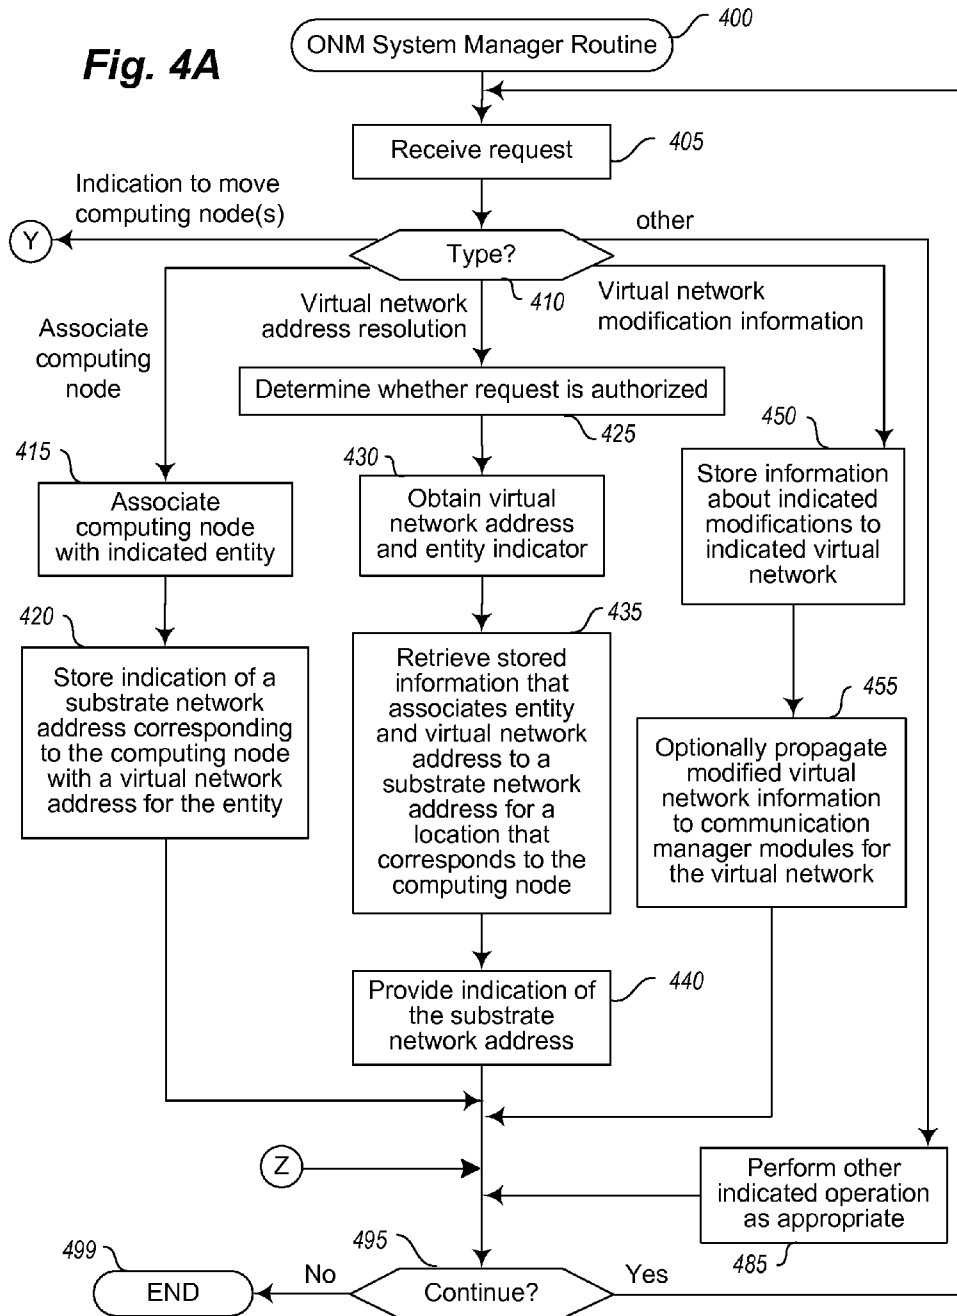 Fig. 4A
400
ONM System Manager Routine
Receive request
405
Indication to move
computing node(s)
Y
other
Type?
410
Associate
computing
node
Virtual network
address resolution
Virtual network
modification information
Determine whether request is authorized
425
415
Associate
computing node
with indicated entity
430
Obtain virtual
network address
and entity indicator
450
Store information
about indicated
modifications to
indicated virtual
network
420
Store indication of a
substrate network
address corresponding
to the computing node
with a virtual network
address for the entity
435
Retrieve stored
information that
associates entity
and virtual network
address to a
substrate network
address for a
location that
corresponds to the
computing node
455
Optionally propagate
modified virtual
network information
to communication
manager modules for
the virtual network
Provide indication of
the substrate
network address
440
Z
Perform other
indicated operation
as appropriate
485
495
Continue?
No
Yes
499
END